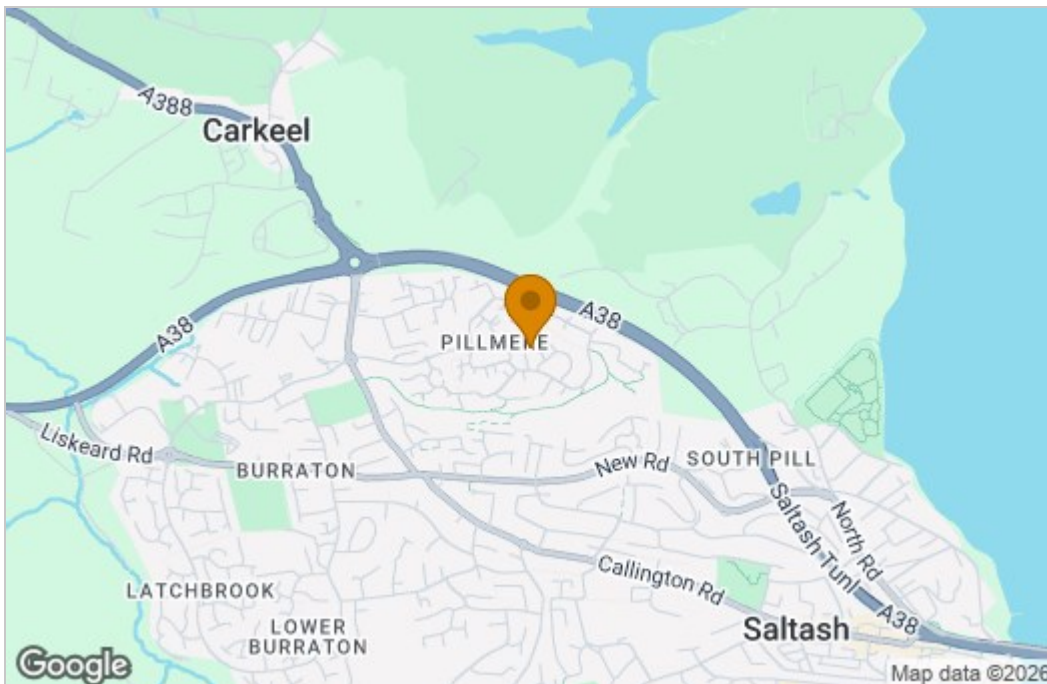 A388
Carkeel
A38
A38
PILLMERE
Liskeard Rd
BURRATON
New Rd
SOUTH PILL
Saltash Tunl
North Rd
Callington Rd
LATCHBROOK
LOWER
BURRATON
Saltash
A38
Google
Map data ©2026